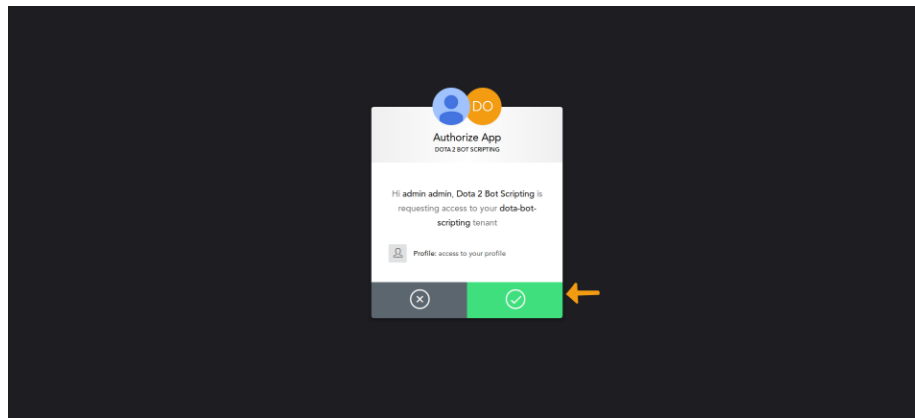 DO
Authorize App
DOTA 2 BOT SCRIPTING
Hi admin admin, Dota 2 Bot Scripting is
requesting access to your dota-bot-
scripting tenant
Profile: access to your profile